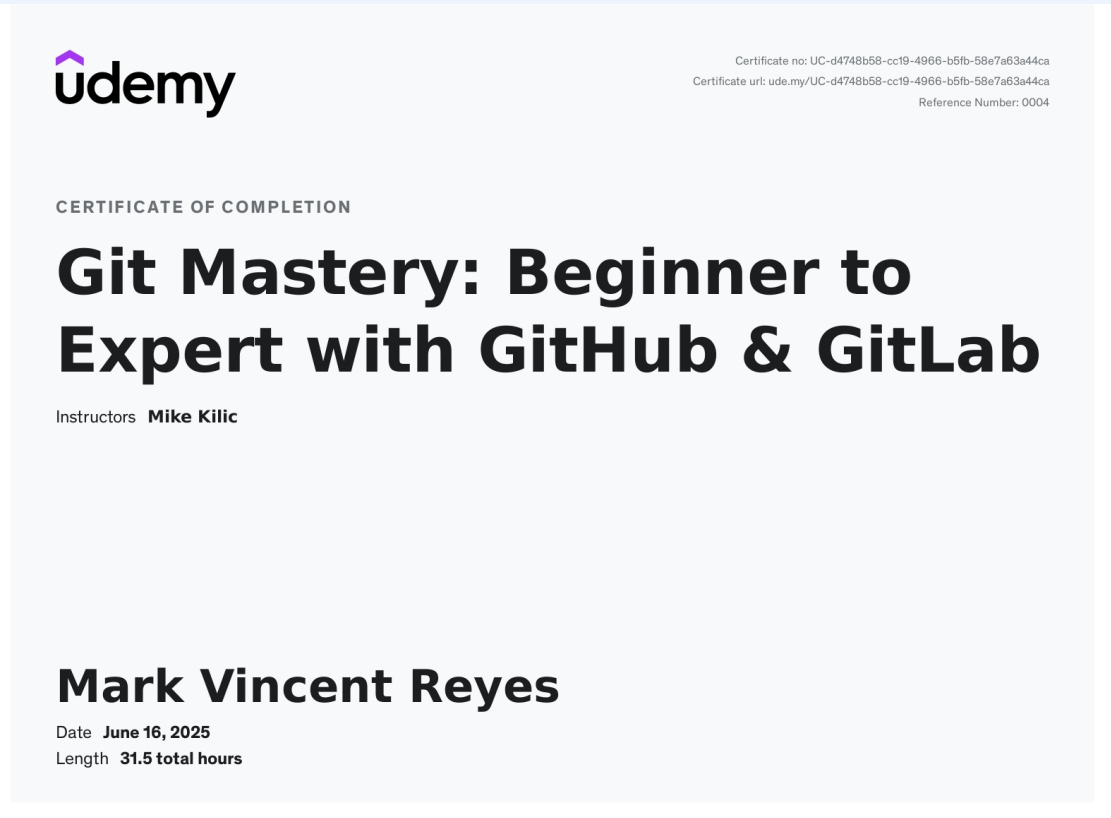 udemy
Certificate no: UC-d4748b58-cc19-4966-b5fb-58e7a63a44ca
Certificate url: ude.my/UC-d4748b58-cc19-4966-b5fb-58e7a63a44ca
Reference Number: 0004
CERTIFICATE OF COMPLETION
Git Mastery: Beginner to
Expert with GitHub & GitLab
Instructors Mike Kilic
Mark Vincent Reyes
Date June 16, 2025
Length 31.5 total hours